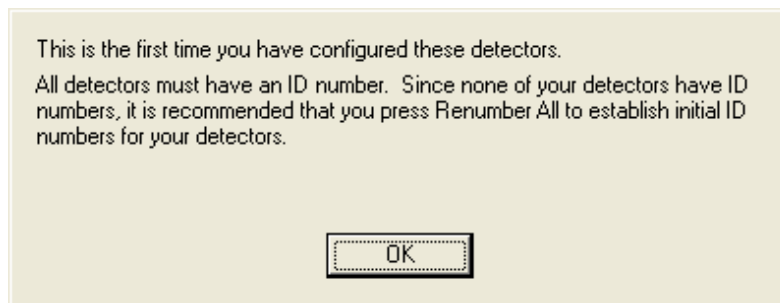 This is the first time you have configured these detectors.
All detectors must have an ID number.  Since none of your detectors have ID
numbers, it is recommended that you press Renumber All to establish initial ID
numbers for your detectors.
OK